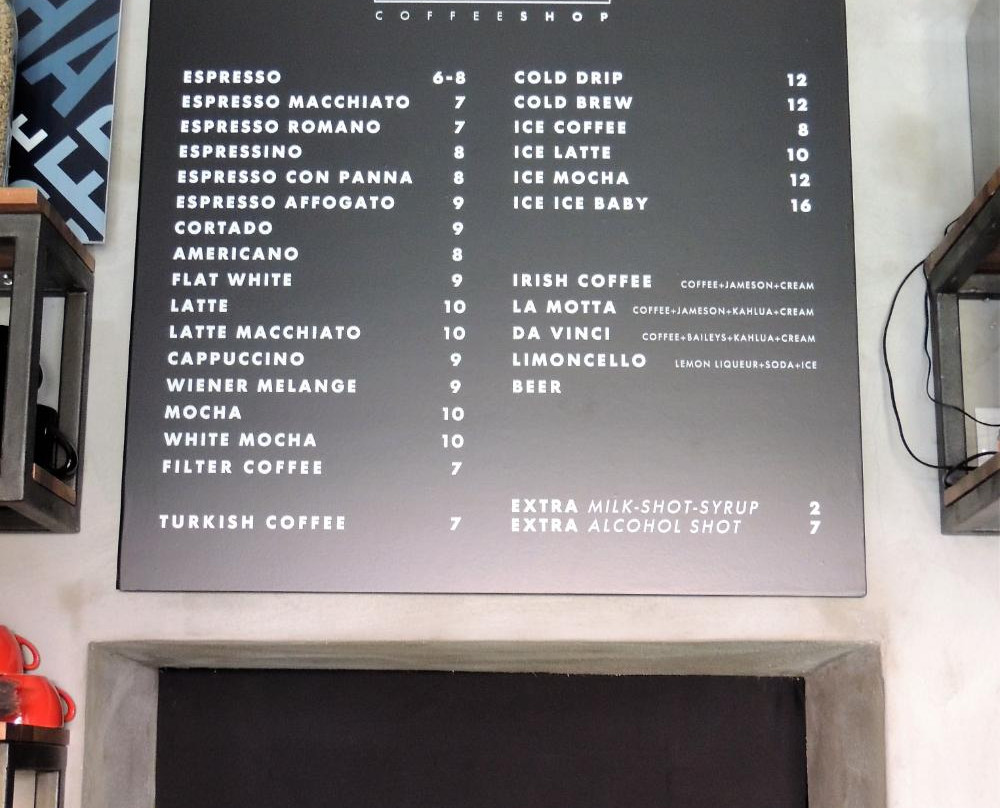 COFFEESHOP
ESPRESSO 6-8
ESPRESSO MACCHIATO 7
ESPRESSO ROMANO 7
ESPRESSINO 8
ESPRESSO CON PANNA 8
ESPRESSO AFFOGATO 9
CORTADO 9
AMERICANO 8
FLAT WHITE 9
LATTE 10
LATTE MACCHIATO 10
CAPPUCCINO 9
WIENER MELANGE 9
MOCHA 10
WHITE MOCHA 10
FILTER COFFEE 7
TURKISH COFFEE 7
COLD DRIP 12
COLD BREW 12
ICE COFFEE 8
ICE LATTE 10
ICE MOCHA 12
ICE ICE BABY 16
IRISH COFFEE COFFEE+JAMESON+CREAM
LA MOTTA COFFEE+JAMESON+KAHLUA+CREAM
DA VINCI COFFEE+BAILEYS+KAHLUA+CREAM
LIMONCELLO LEMON LIQUEUR+SODA+ICE
BEER
EXTRA MILK-SHOT-SYRUP 2
EXTRA ALCOHOL SHOT 7